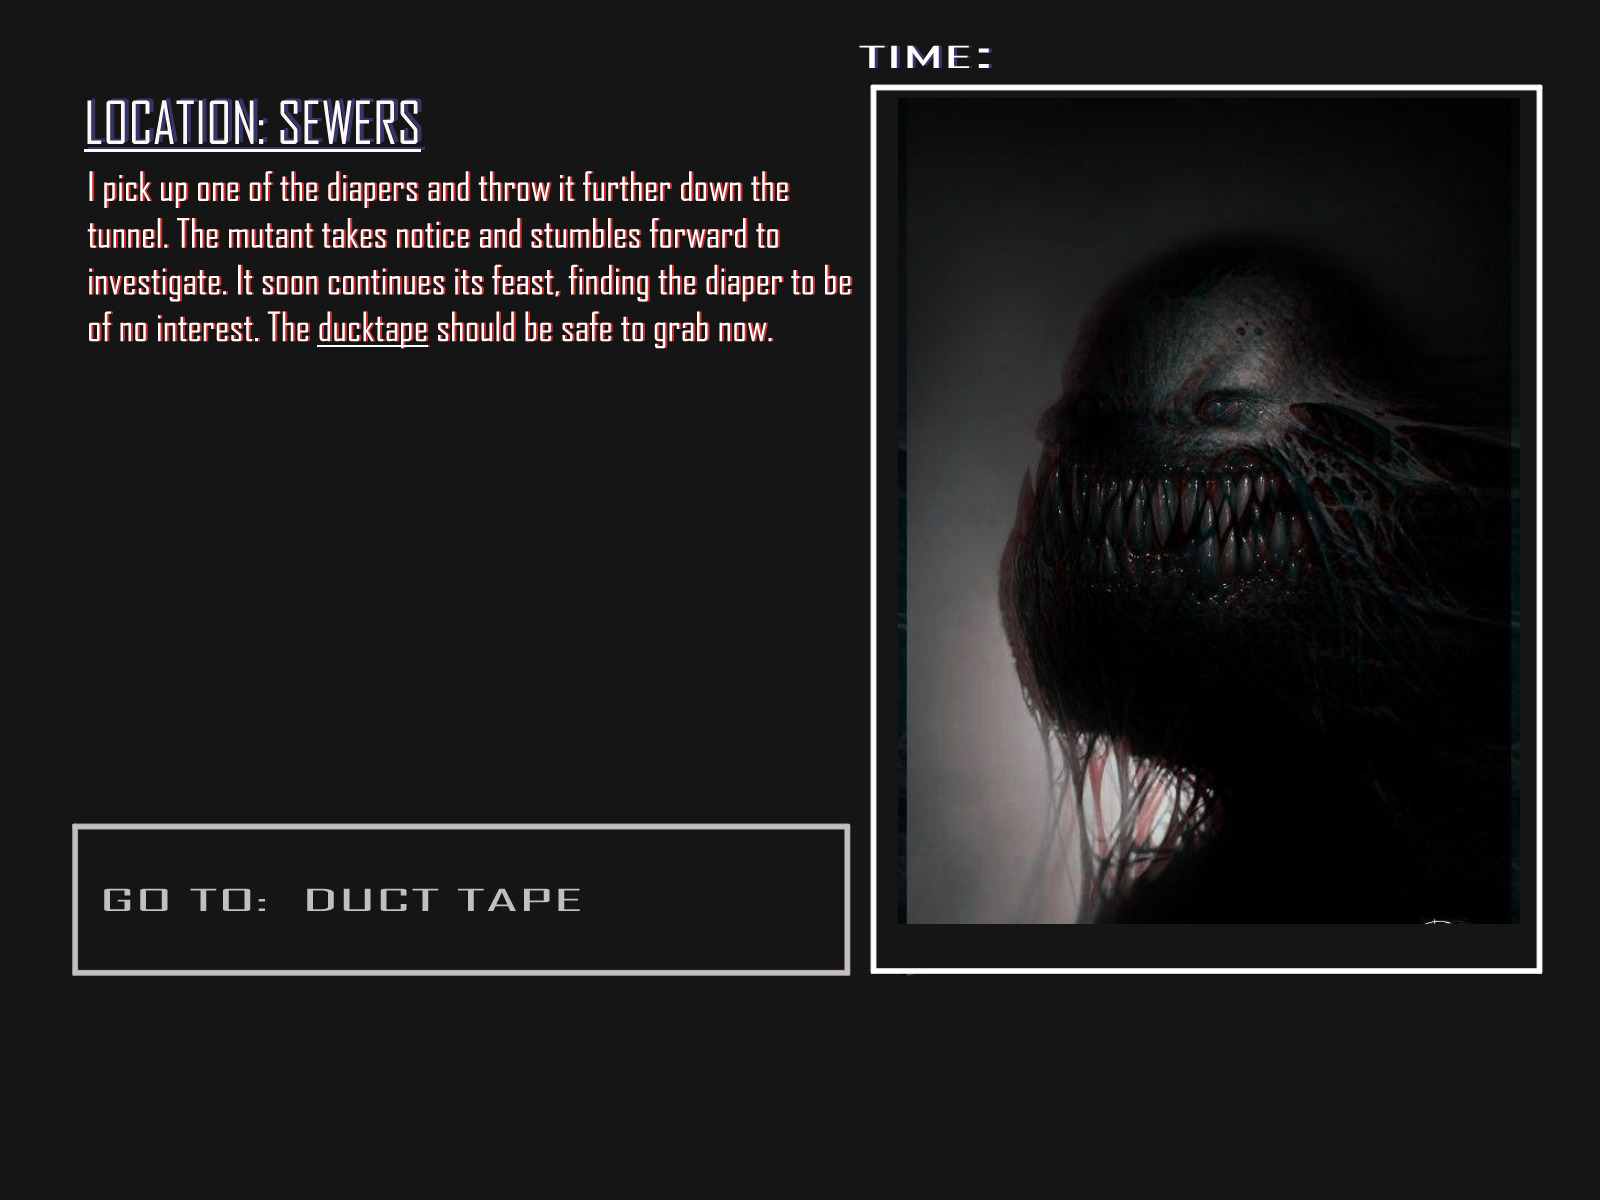 TIME:
LOCATION: SEWERS
I pick up one of the diapers and throw it further down the
tunnel. The mutant takes notice and stumbles forward to
investigate. It soon continues its feast, finding the diaper to be
of no interest. The ducktape should be safe to grab now.
GO TO: DUCT TAPE